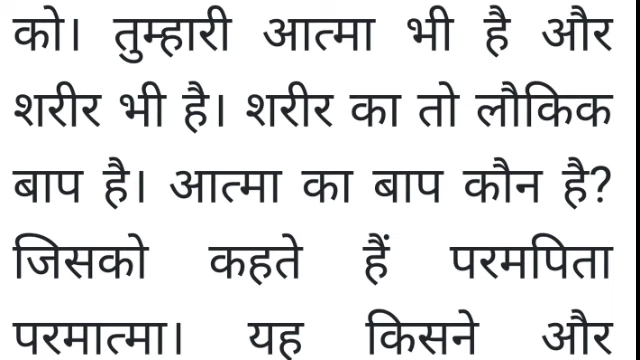 को। तुम्हारी आत्मा भी है और
शरीर भी है। शरीर का तो लौकिक
बाप है। आत्मा का बाप कौन है?
जिसको कहते हैं परमपिता
परमात्मा। यह किसने और